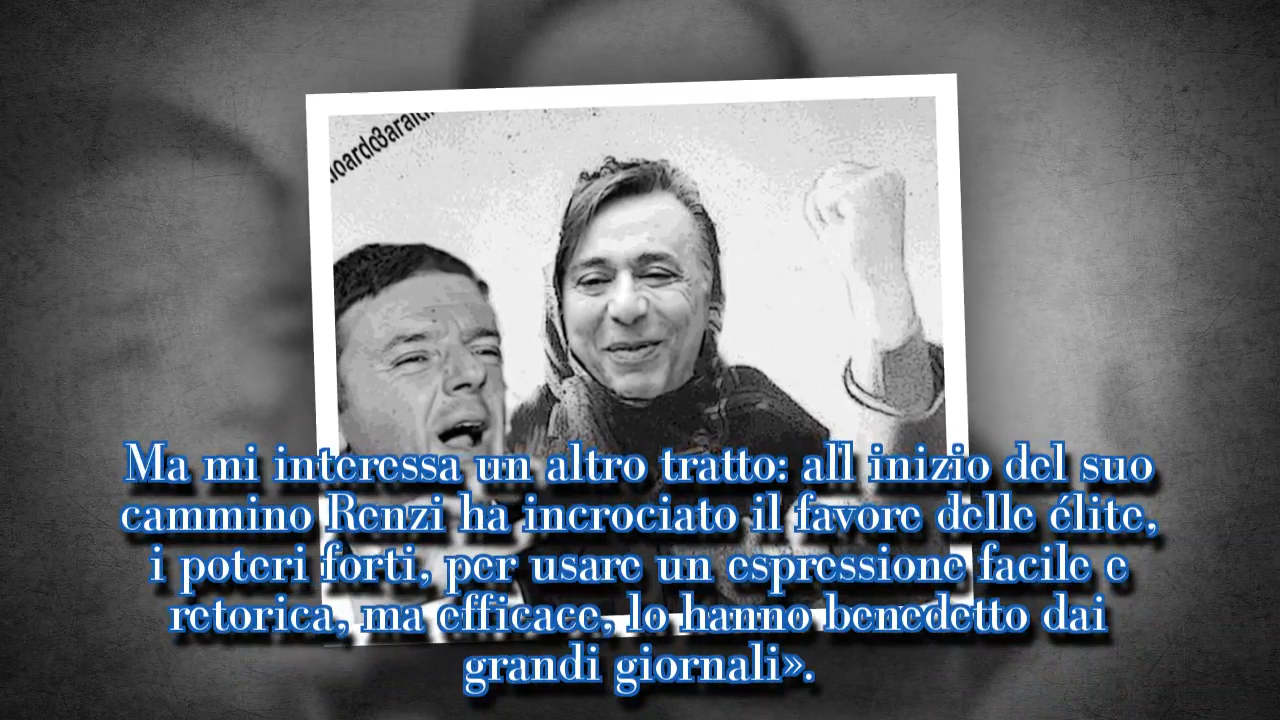 Ma mi interessa un altro tratto: all inizio del suo
cammino Renzi ha incrociato il favore delle élite,
i poteri forti, per usare un espressione facile e
retorica, ma efficace, lo hanno benedetto dai
grandi giornali».